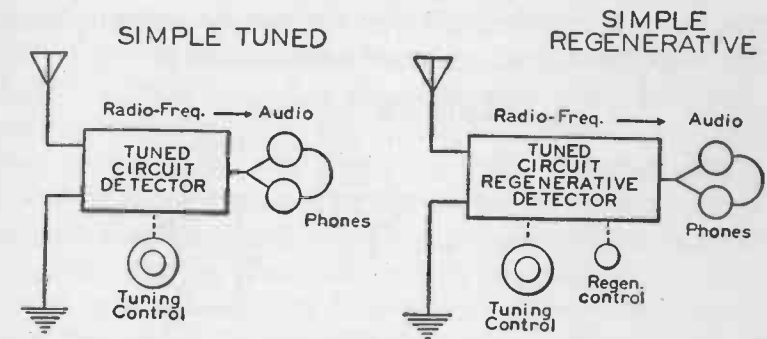 SIMPLE TUNED
Radio-Freq. Audio
TUNED
CIRCUIT
DETECTOR
Phones
Tuning
Control
SIMPLE
REGENERATIVE
Radio-Freq. Audio
TUNED
CIRCUIT
REGENERATIVE
DETECTOR
Phones
Tuning
Control
Regen.
control